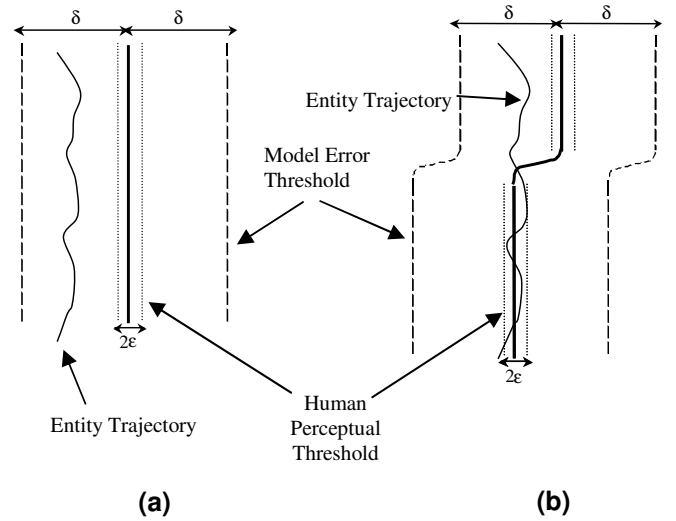 δ δ
δ δ
Entity Trajectory
Model Error
Threshold
2ε
2ε
Entity Trajectory
Human
Perceptual
Threshold
(a)
(b)